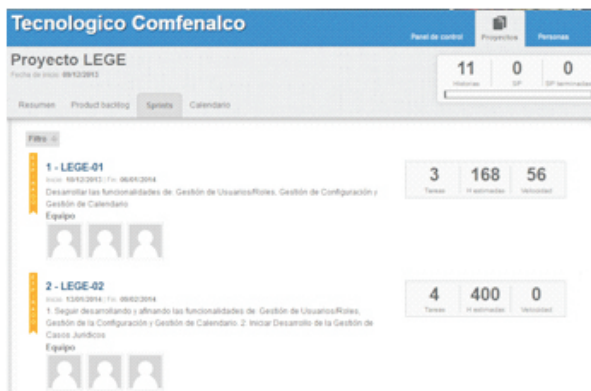 Tecnologico Comfenalco
Panel de control Proyectos Personas
Proyecto LEGE
Fecha de inicio: 09/12/2013
11 0 0
Historias SP SP terminadas
Resumen Product backlog Sprints Calendario
Filtro
1 - LEGE-01
Inicio: 10/12/2013 | Fin: 06/01/2014
Desarrollar las funcionalidades de: Gestión de Usuarios/Roles, Gestión de Configuración y
Gestión de Calendario
Equipo
3 168 56
Tareas H estimadas Velocidad
2 - LEGE-02
Inicio: 13/01/2014 | Fin: 09/02/2014
1. Seguir desarrollando y afinando las funcionalidades de: Gestión de Usuarios/Roles,
Gestión de la Configuración y Gestión de Calendario. 2. Iniciar Desarrollo de la Gestión de
Casos Jurídicos
Equipo
4 400 0
Tareas H estimadas Velocidad